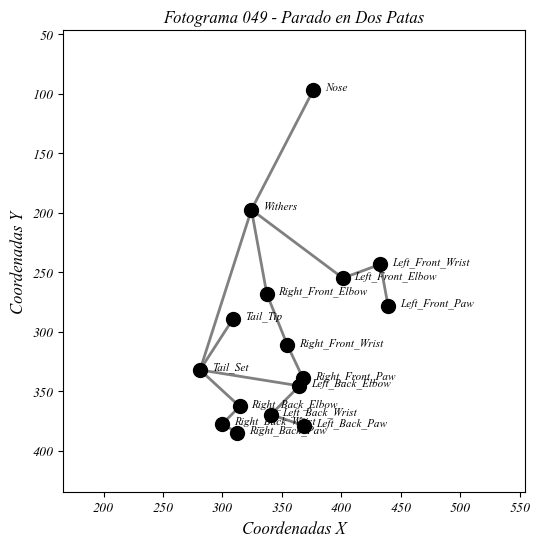 Fotograma 049 - Parado en Dos Patas
50
100
150
200
250
300
350
400
Coordenadas Y
Nose
Withers
Left_Front_Wrist
Left_Front_Elbow
Right_Front_Elbow
Left_Front_Paw
Tail_Tip
Right_Front_Wrist
Tail_Set
Right_Front_Paw
Left_Back_Elbow
Right_Back_Elbow
Left_Back_Wrist
Right_Back_Wrist
Left_Back_Paw
Right_Back_Paw
200 250 300 350 400 450 500 550
Coordenadas X